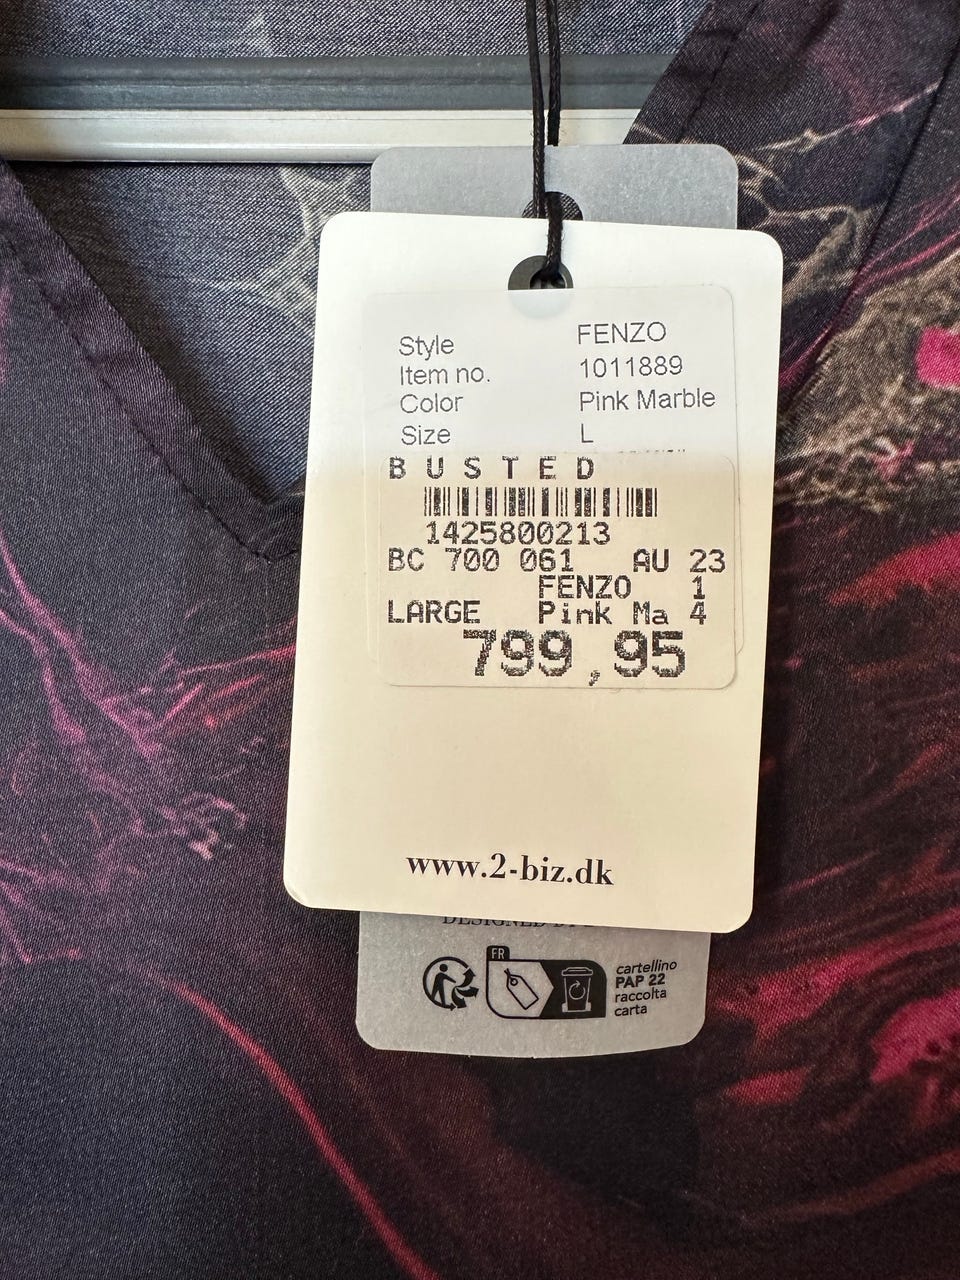 Style FENZO
Item no. 1011889
Color Pink Marble
Size L
BUSTED
1425800213
BC 700 061 AU 23
FENZO 1
LARGE Pink Ma 4
799,95
www.2-biz.dk
DESIGNED
FR
cartellino
PAP 22
raccolta
carta